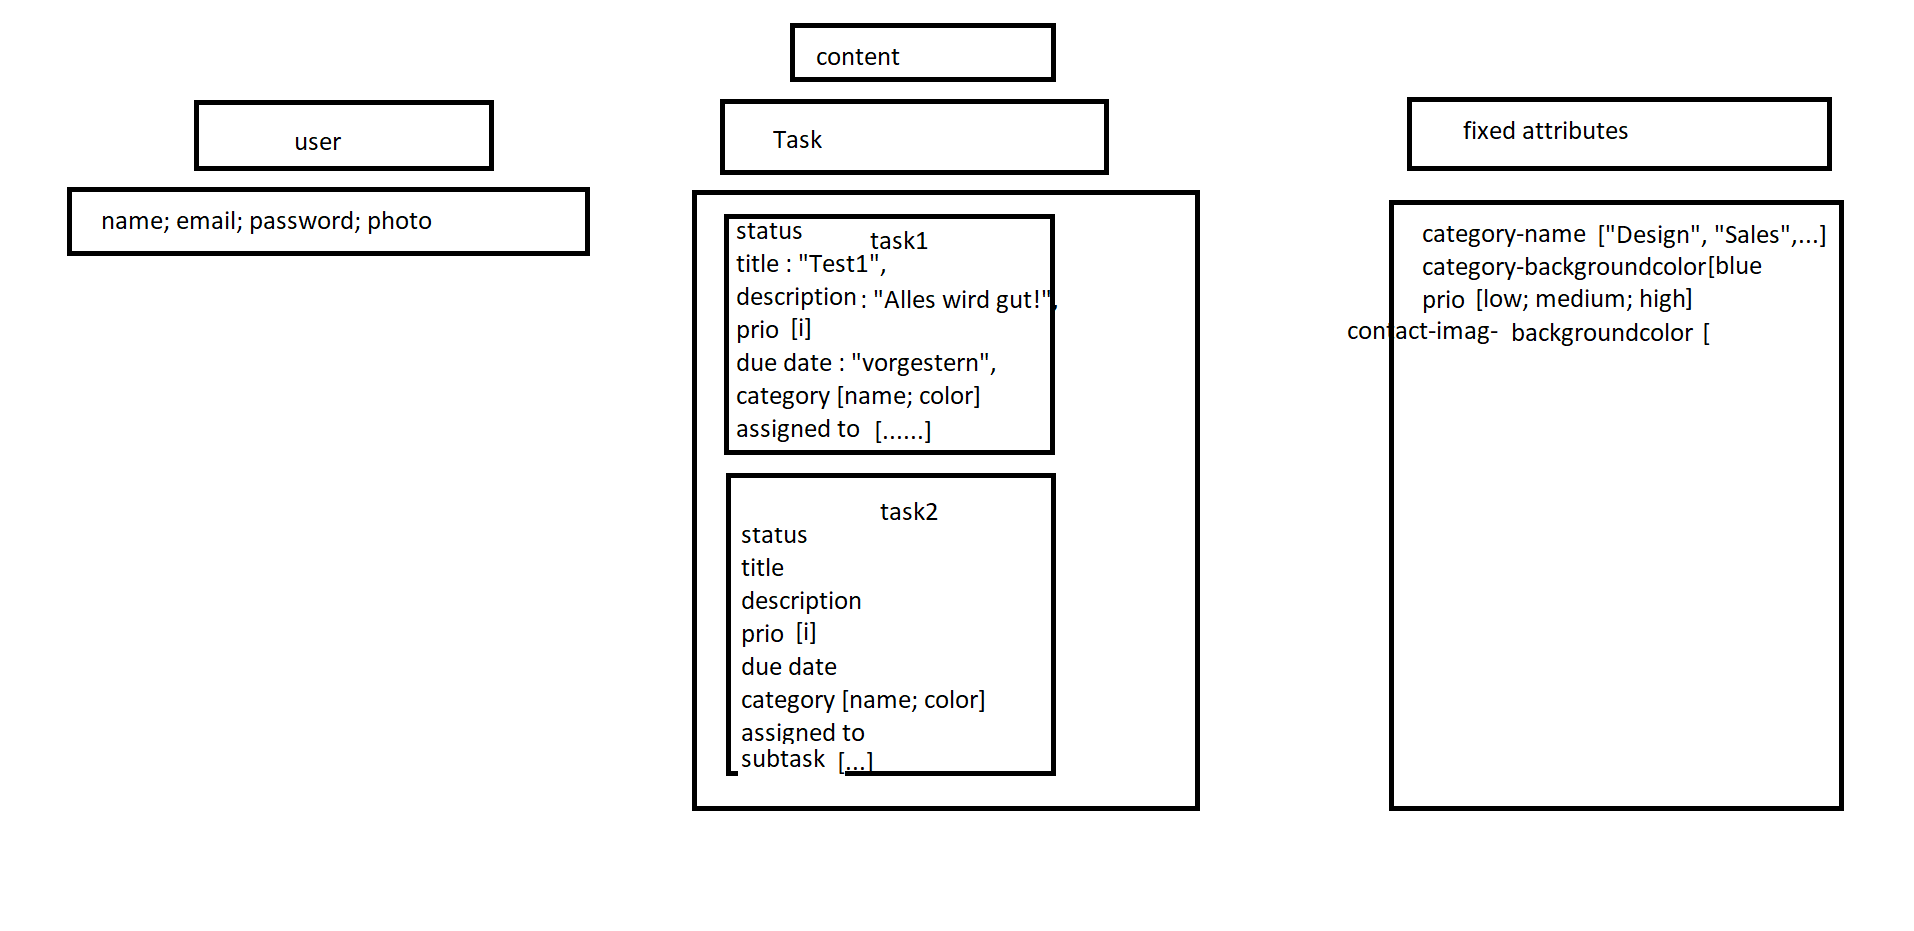 content
user
name; email; password; photo
Task
task1
status
title : "Test1",
description : "Alles wird gut!",
prio [i]
due date : "vorgestern",
category [name; color]
assigned to [......]
task2
status
title
description
prio [i]
due date
category [name; color]
assigned to
subtask [...]
fixed attributes
category-name ["Design", "Sales",...]
category-backgroundcolor[blue
prio [low; medium; high]
contact-imag- backgroundcolor [